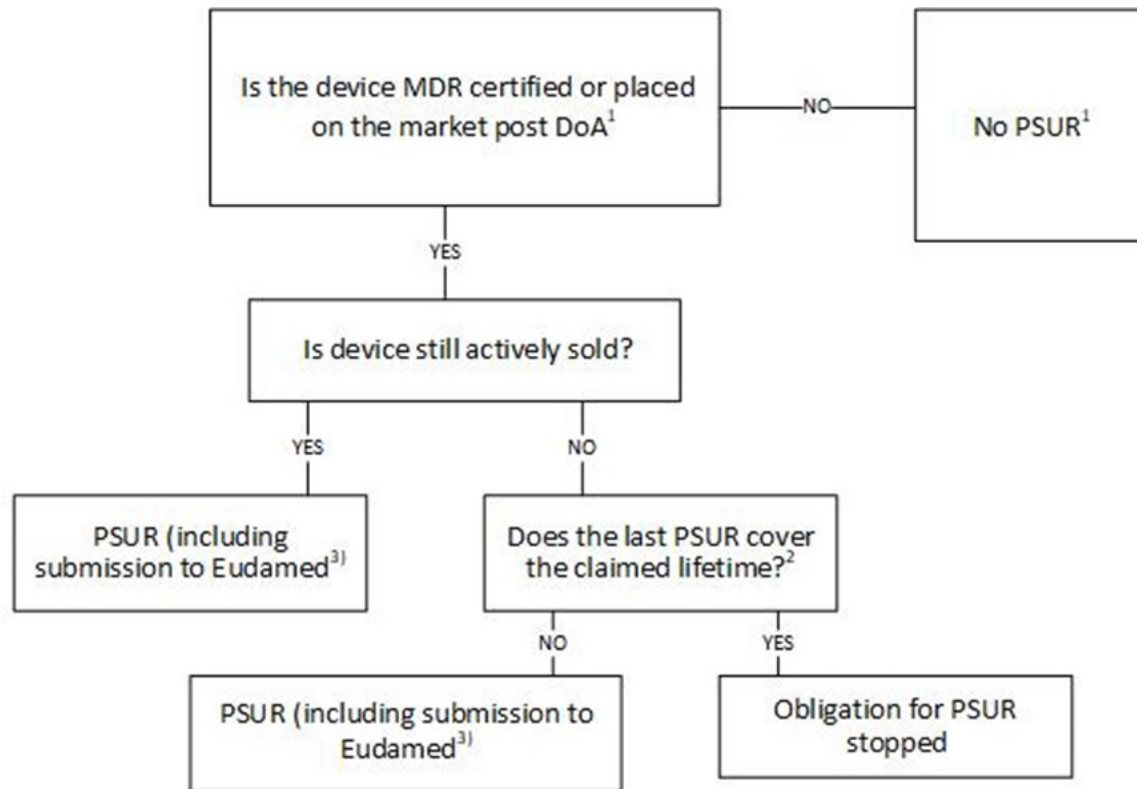 Is the device MDR certified or placed
on the market post DoA¹
NO
No PSUR¹
YES
Is device still actively sold?
YES
NO
PSUR (including
submission to Eudamed³⁾
Does the last PSUR cover
the claimed lifetime?²
NO
YES
PSUR (including submission to
Eudamed³⁾
Obligation for PSUR
stopped